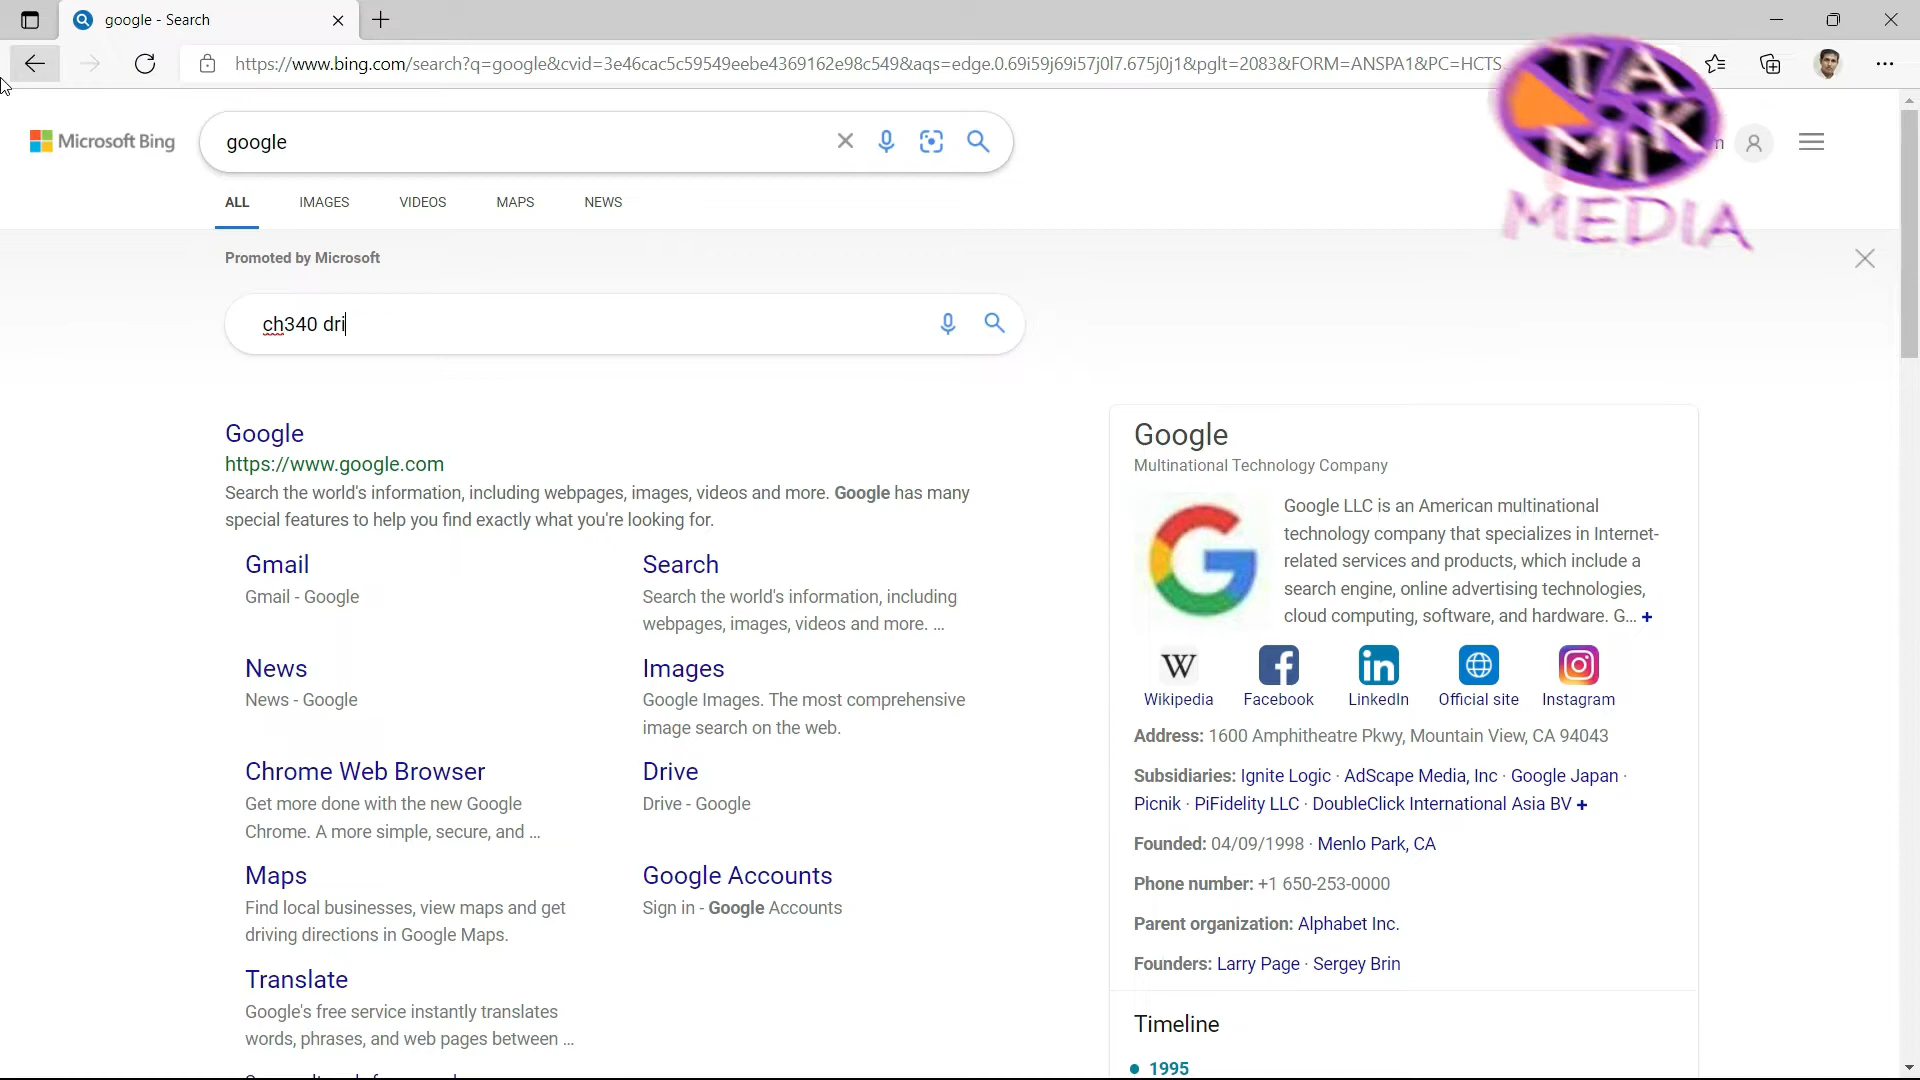 google - Search
https://www.bing.com/search?q=google&cvid=3e46cac5c59549eebe4369162e98c549&aqs=edge.0.69i59j69i57j0l7.675j0j1&pglt=2083&FORM=ANSPA1&PC=HCTS
TA
MIK
MEDIA
Microsoft Bing
google
ALL IMAGES VIDEOS MAPS NEWS
Promoted by Microsoft
ch340 dri
Google
https://www.google.com
Search the world's information, including webpages, images, videos and more. Google has many
special features to help you find exactly what you're looking for.
Gmail
Gmail - Google
Search
Search the world's information, including
webpages, images, videos and more. ...
News
News - Google
Images
Google Images. The most comprehensive
image search on the web.
Chrome Web Browser
Get more done with the new Google
Chrome. A more simple, secure, and ...
Drive
Drive - Google
Maps
Find local businesses, view maps and get
driving directions in Google Maps.
Google Accounts
Sign in - Google Accounts
Translate
Google's free service instantly translates
words, phrases, and web pages between ...
Google
Multinational Technology Company
Google LLC is an American multinational
technology company that specializes in Internet-
related services and products, which include a
search engine, online advertising technologies,
cloud computing, software, and hardware. G... +
W
Wikipedia Facebook LinkedIn Official site Instagram
Address: 1600 Amphitheatre Pkwy, Mountain View, CA 94043
Subsidiaries: Ignite Logic · AdScape Media, Inc · Google Japan ·
Picnik · PiFidelity LLC · DoubleClick International Asia BV +
Founded: 04/09/1998 · Menlo Park, CA
Phone number: +1 650-253-0000
Parent organization: Alphabet Inc.
Founders: Larry Page · Sergey Brin
Timeline
1995